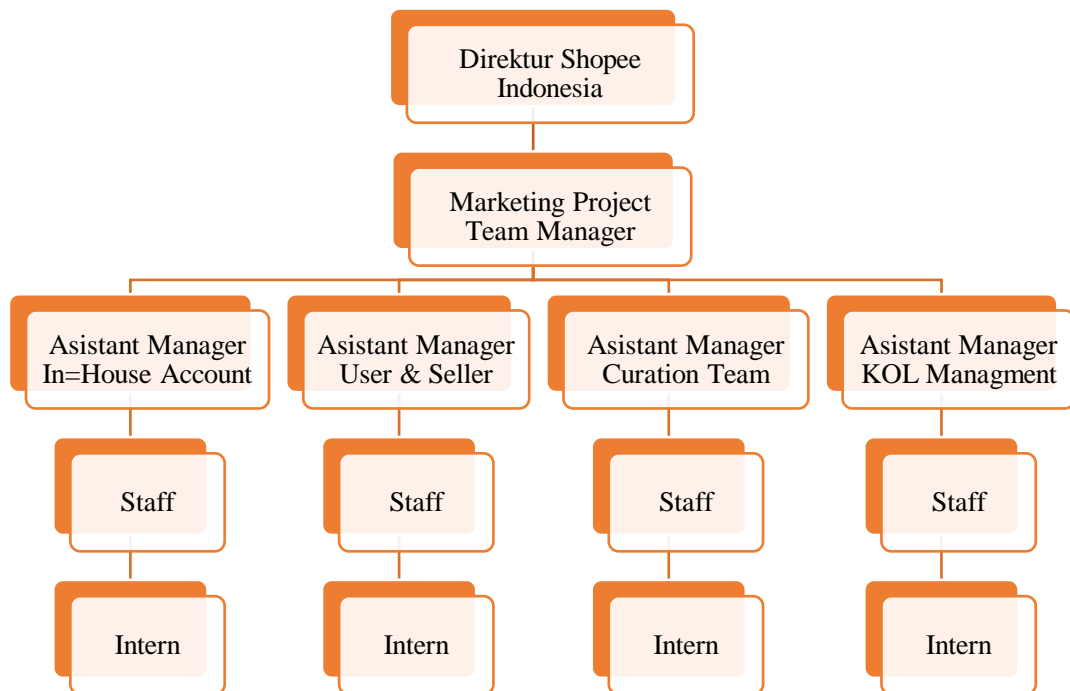 Direktur Shopee
Indonesia
Marketing Project
Team Manager
Asistant Manager
In=House Account
Asistant Manager
User & Seller
Asistant Manager
Curation Team
Asistant Manager
KOL Managment
Staff
Staff
Staff
Staff
Intern
Intern
Intern
Intern